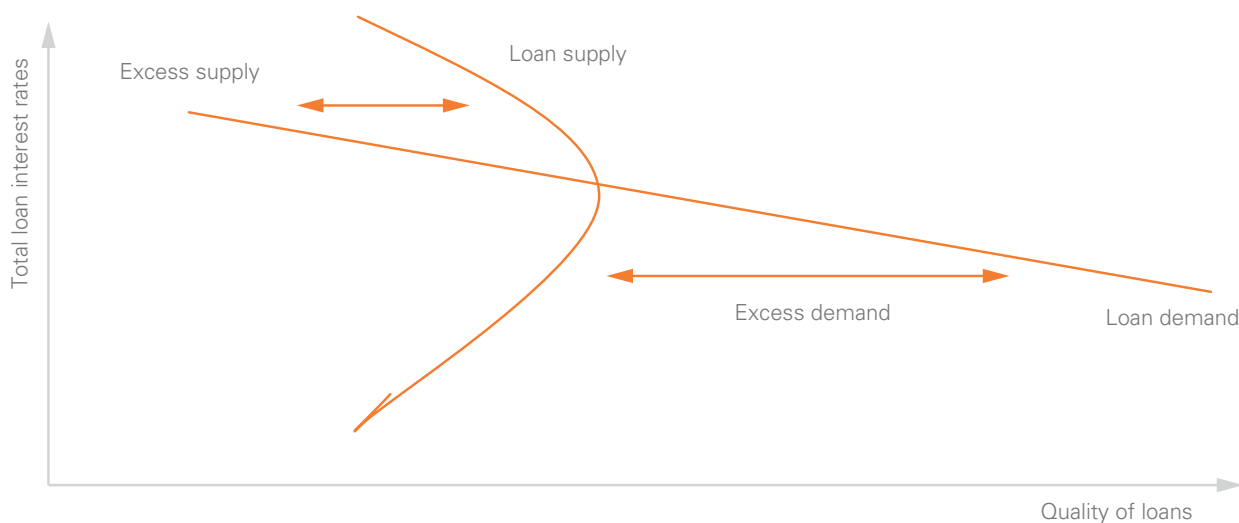 Loan supply
Excess supply
Total loan interest rates
Excess demand
Loan demand
Quality of loans